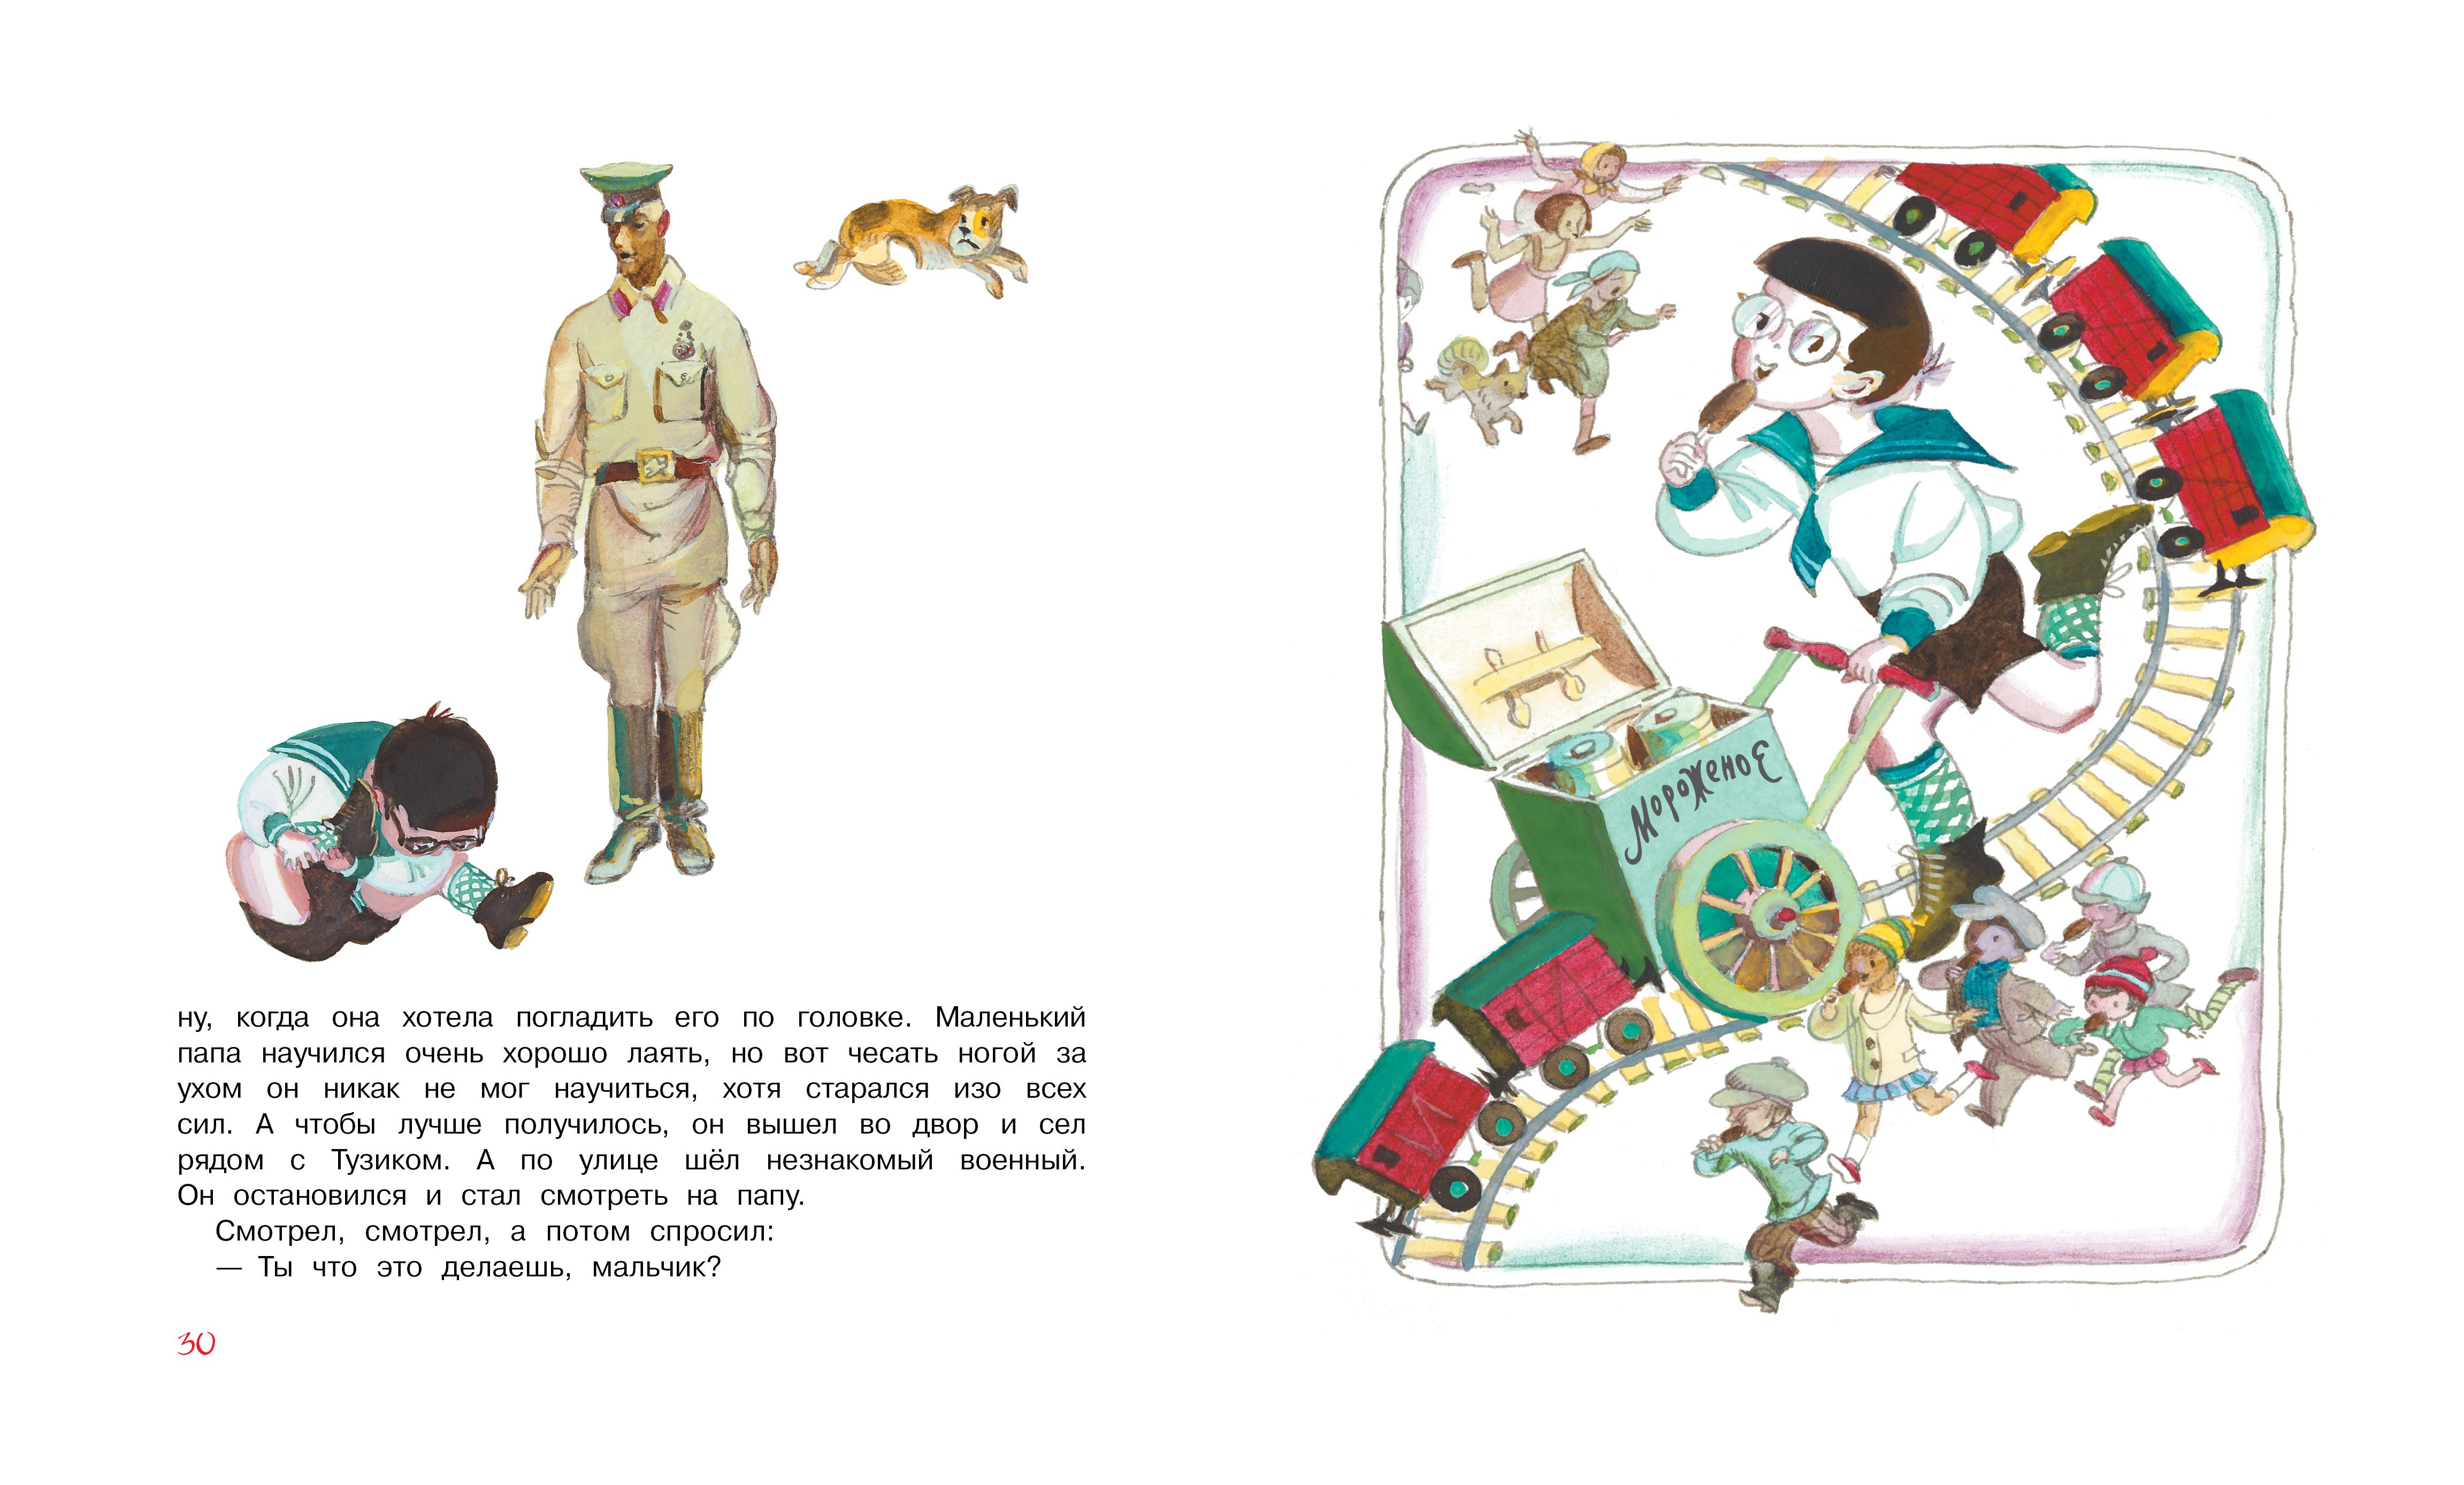 ну, когда она хотела погладить его по головке. Маленький
папа научился очень хорошо лаять, но вот чесать ногой за
ухом он никак не мог научиться, хотя старался изо всех
сил. А чтобы лучше получилось, он вышел во двор и сел
рядом с Тузиком. А по улице шёл незнакомый военный.
Он остановился и стал смотреть на папу.
Смотрел, смотрел, а потом спросил:
— Ты что это делаешь, мальчик?
30
Мороженое